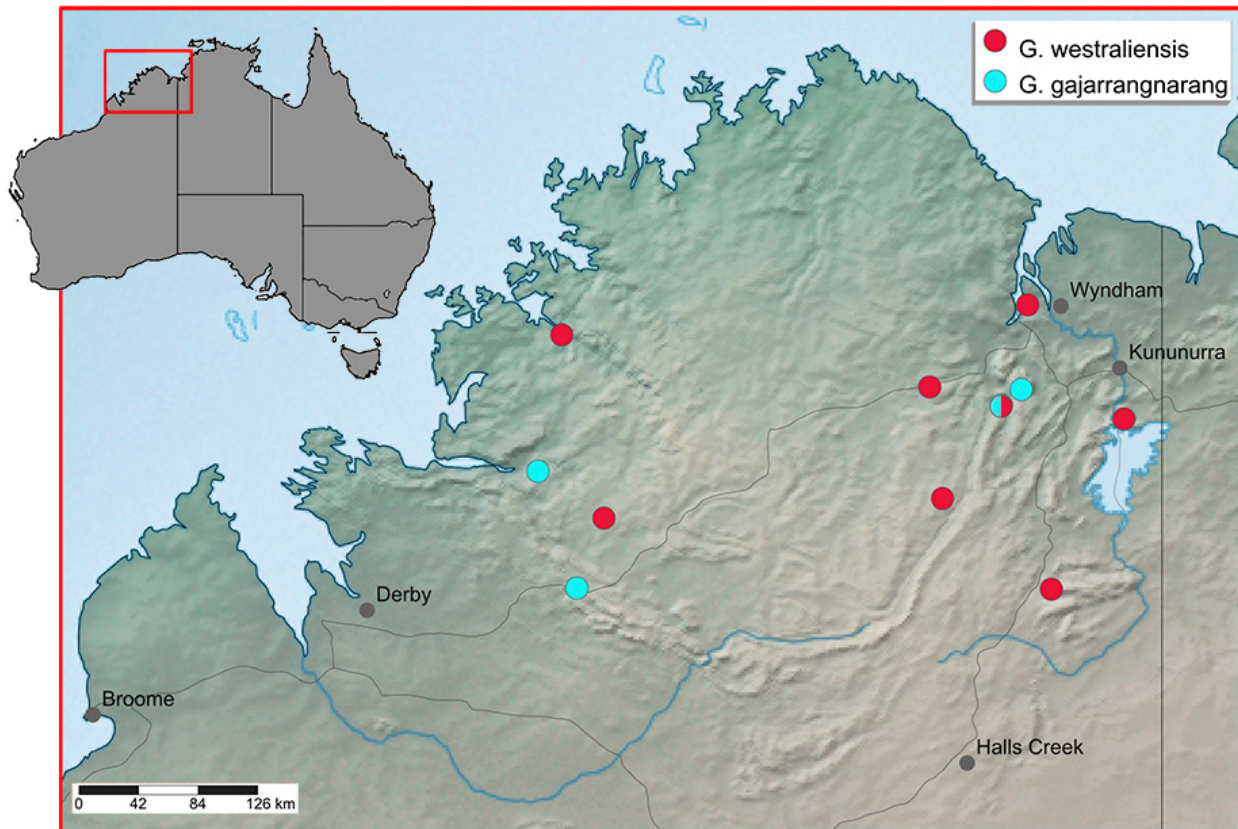 G. westraliensis
G. gajarrangnarang
Wyndham
Kununurra
Derby
Broome
Halls Creek
0 42 84 126 km